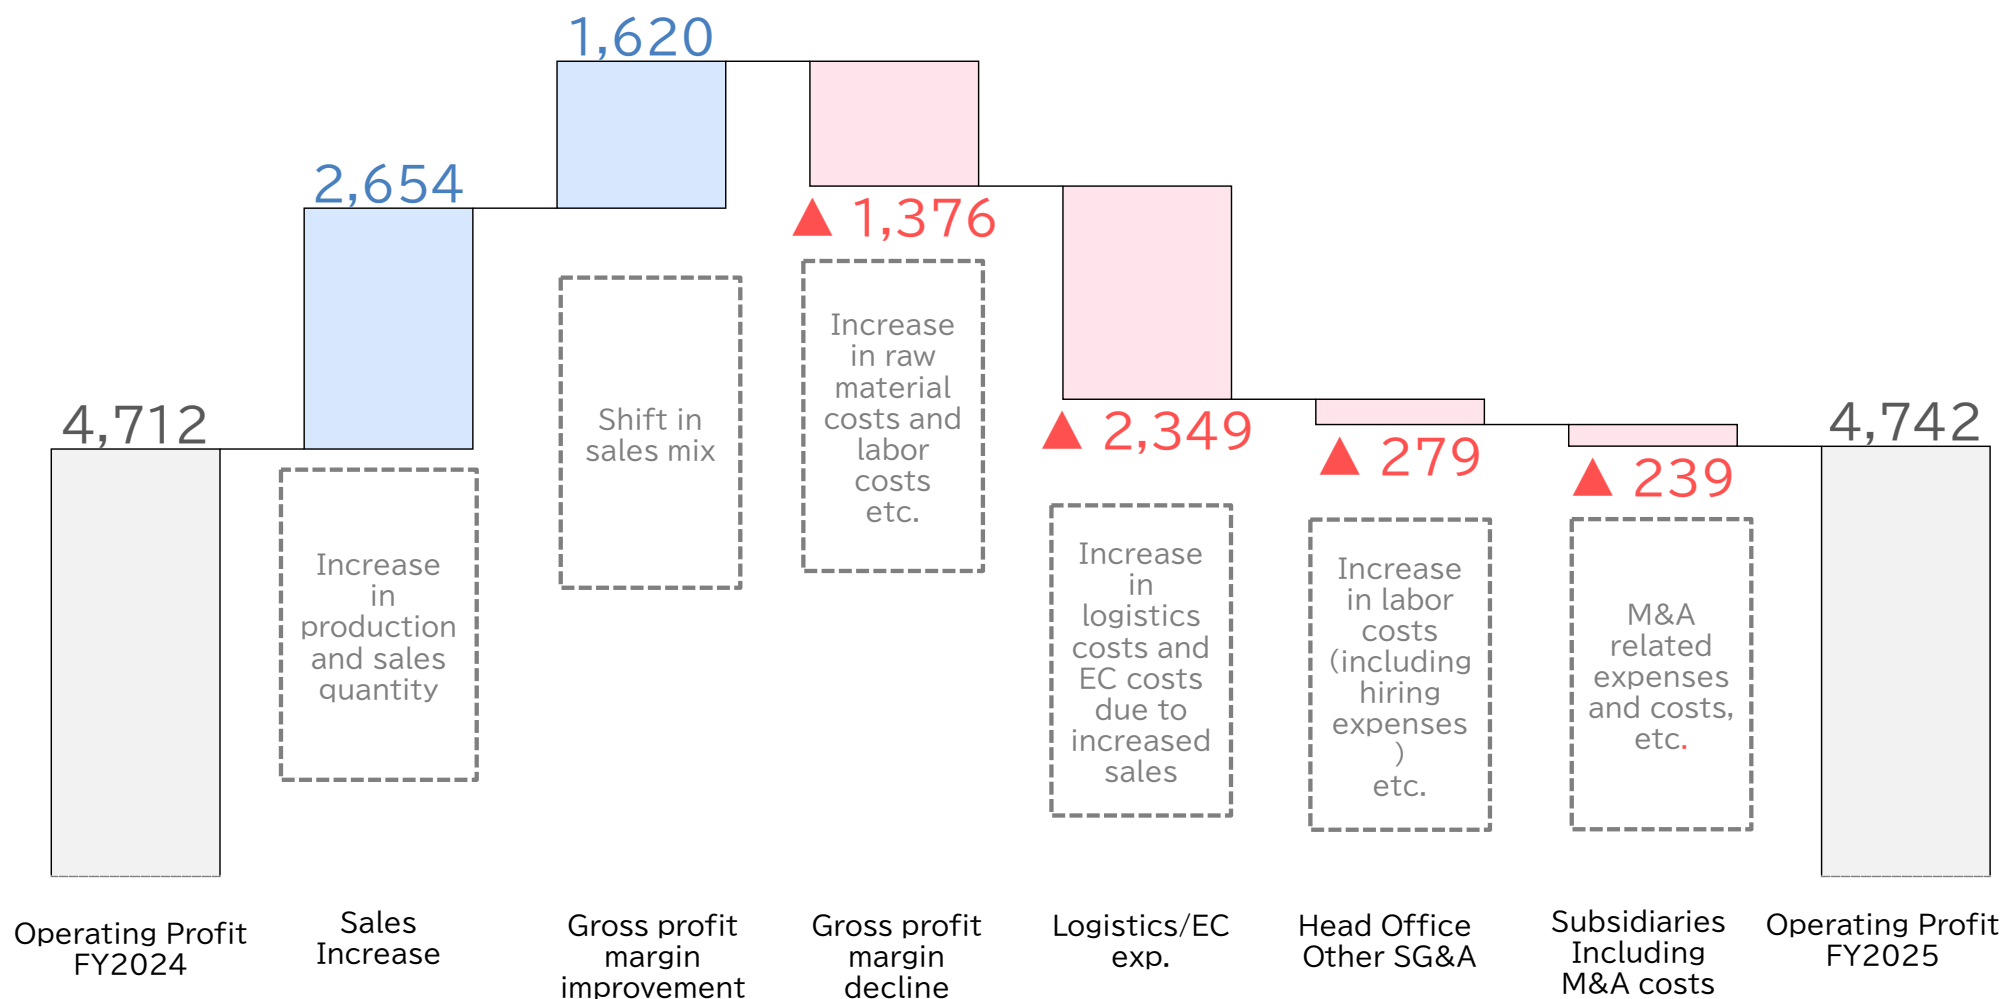 1,620
2,654
▲ 1,376
4,712
▲ 2,349
▲ 279
▲ 239
4,742
Increase
in
production
and sales
quantity
Shift in
sales mix
Increase
in raw
material
costs and
labor
costs
etc.
Increase
in
logistics
costs and
EC costs
due to
increased
sales
Increase
in labor
costs
(including
hiring
expenses
)
etc.
M&A
related
expenses
and costs,
etc.
Operating Profit
FY2024
Sales
Increase
Gross profit
margin
improvement
Gross profit
margin
decline
Logistics/EC
exp.
Head Office
Other SG&A
Subsidiaries
Including
M&A costs
Operating Profit
FY2025